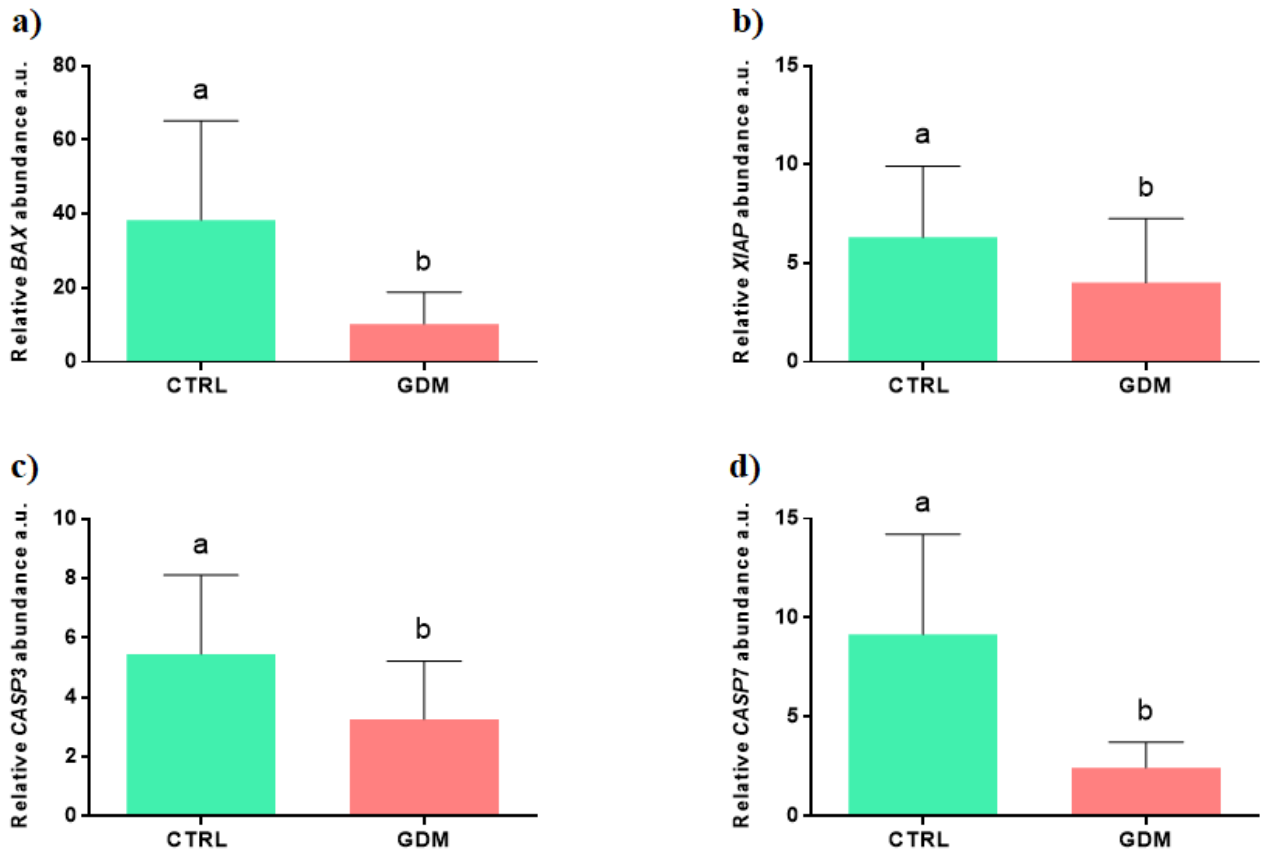 a)
Relative BAX abundance a.u.
80
60
40
20
0
a
b
CTRL GDM
b)
Relative XIAP abundance a.u.
15
10
5
0
a
b
CTRL GDM
c)
Relative CASP3 abundance a.u.
10
8
6
4
2
0
a
b
CTRL GDM
d)
Relative CASP7 abundance a.u.
15
10
5
0
a
b
CTRL GDM